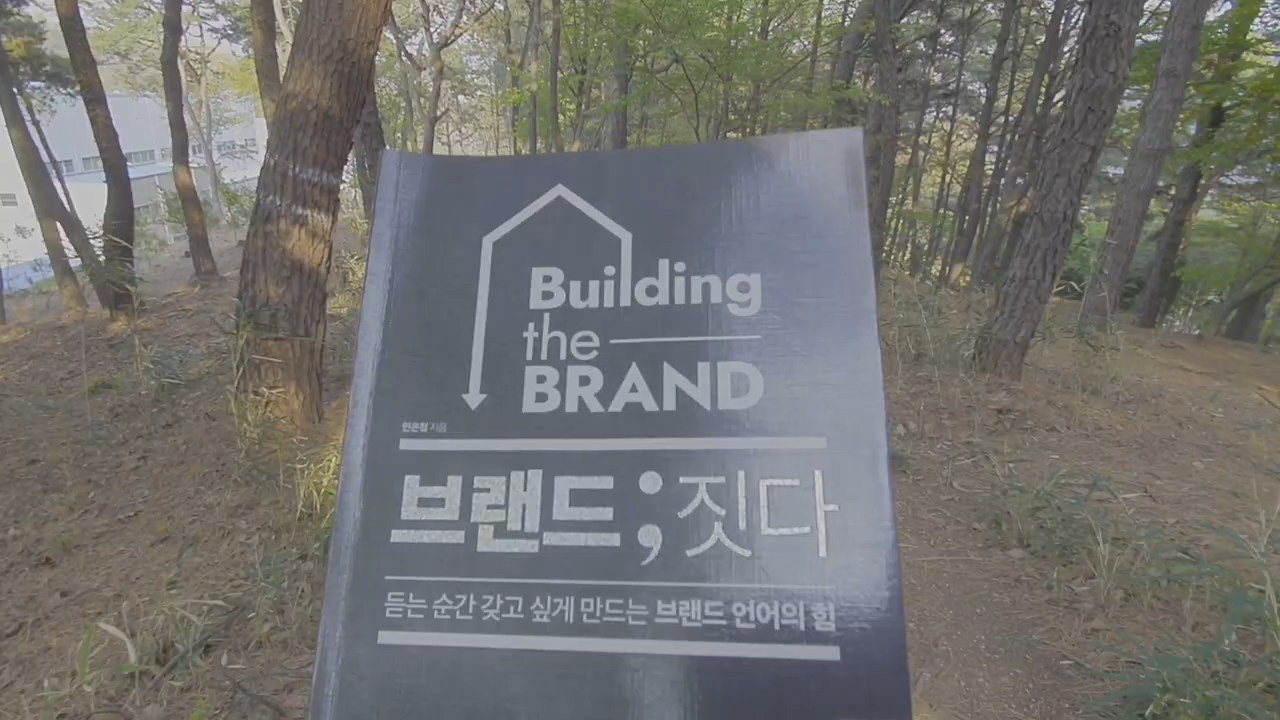 Building
the
BRAND
민은정 지음
브랜드;짓다
듣는 순간 갖고 싶게 만드는 브랜드 언어의 힘